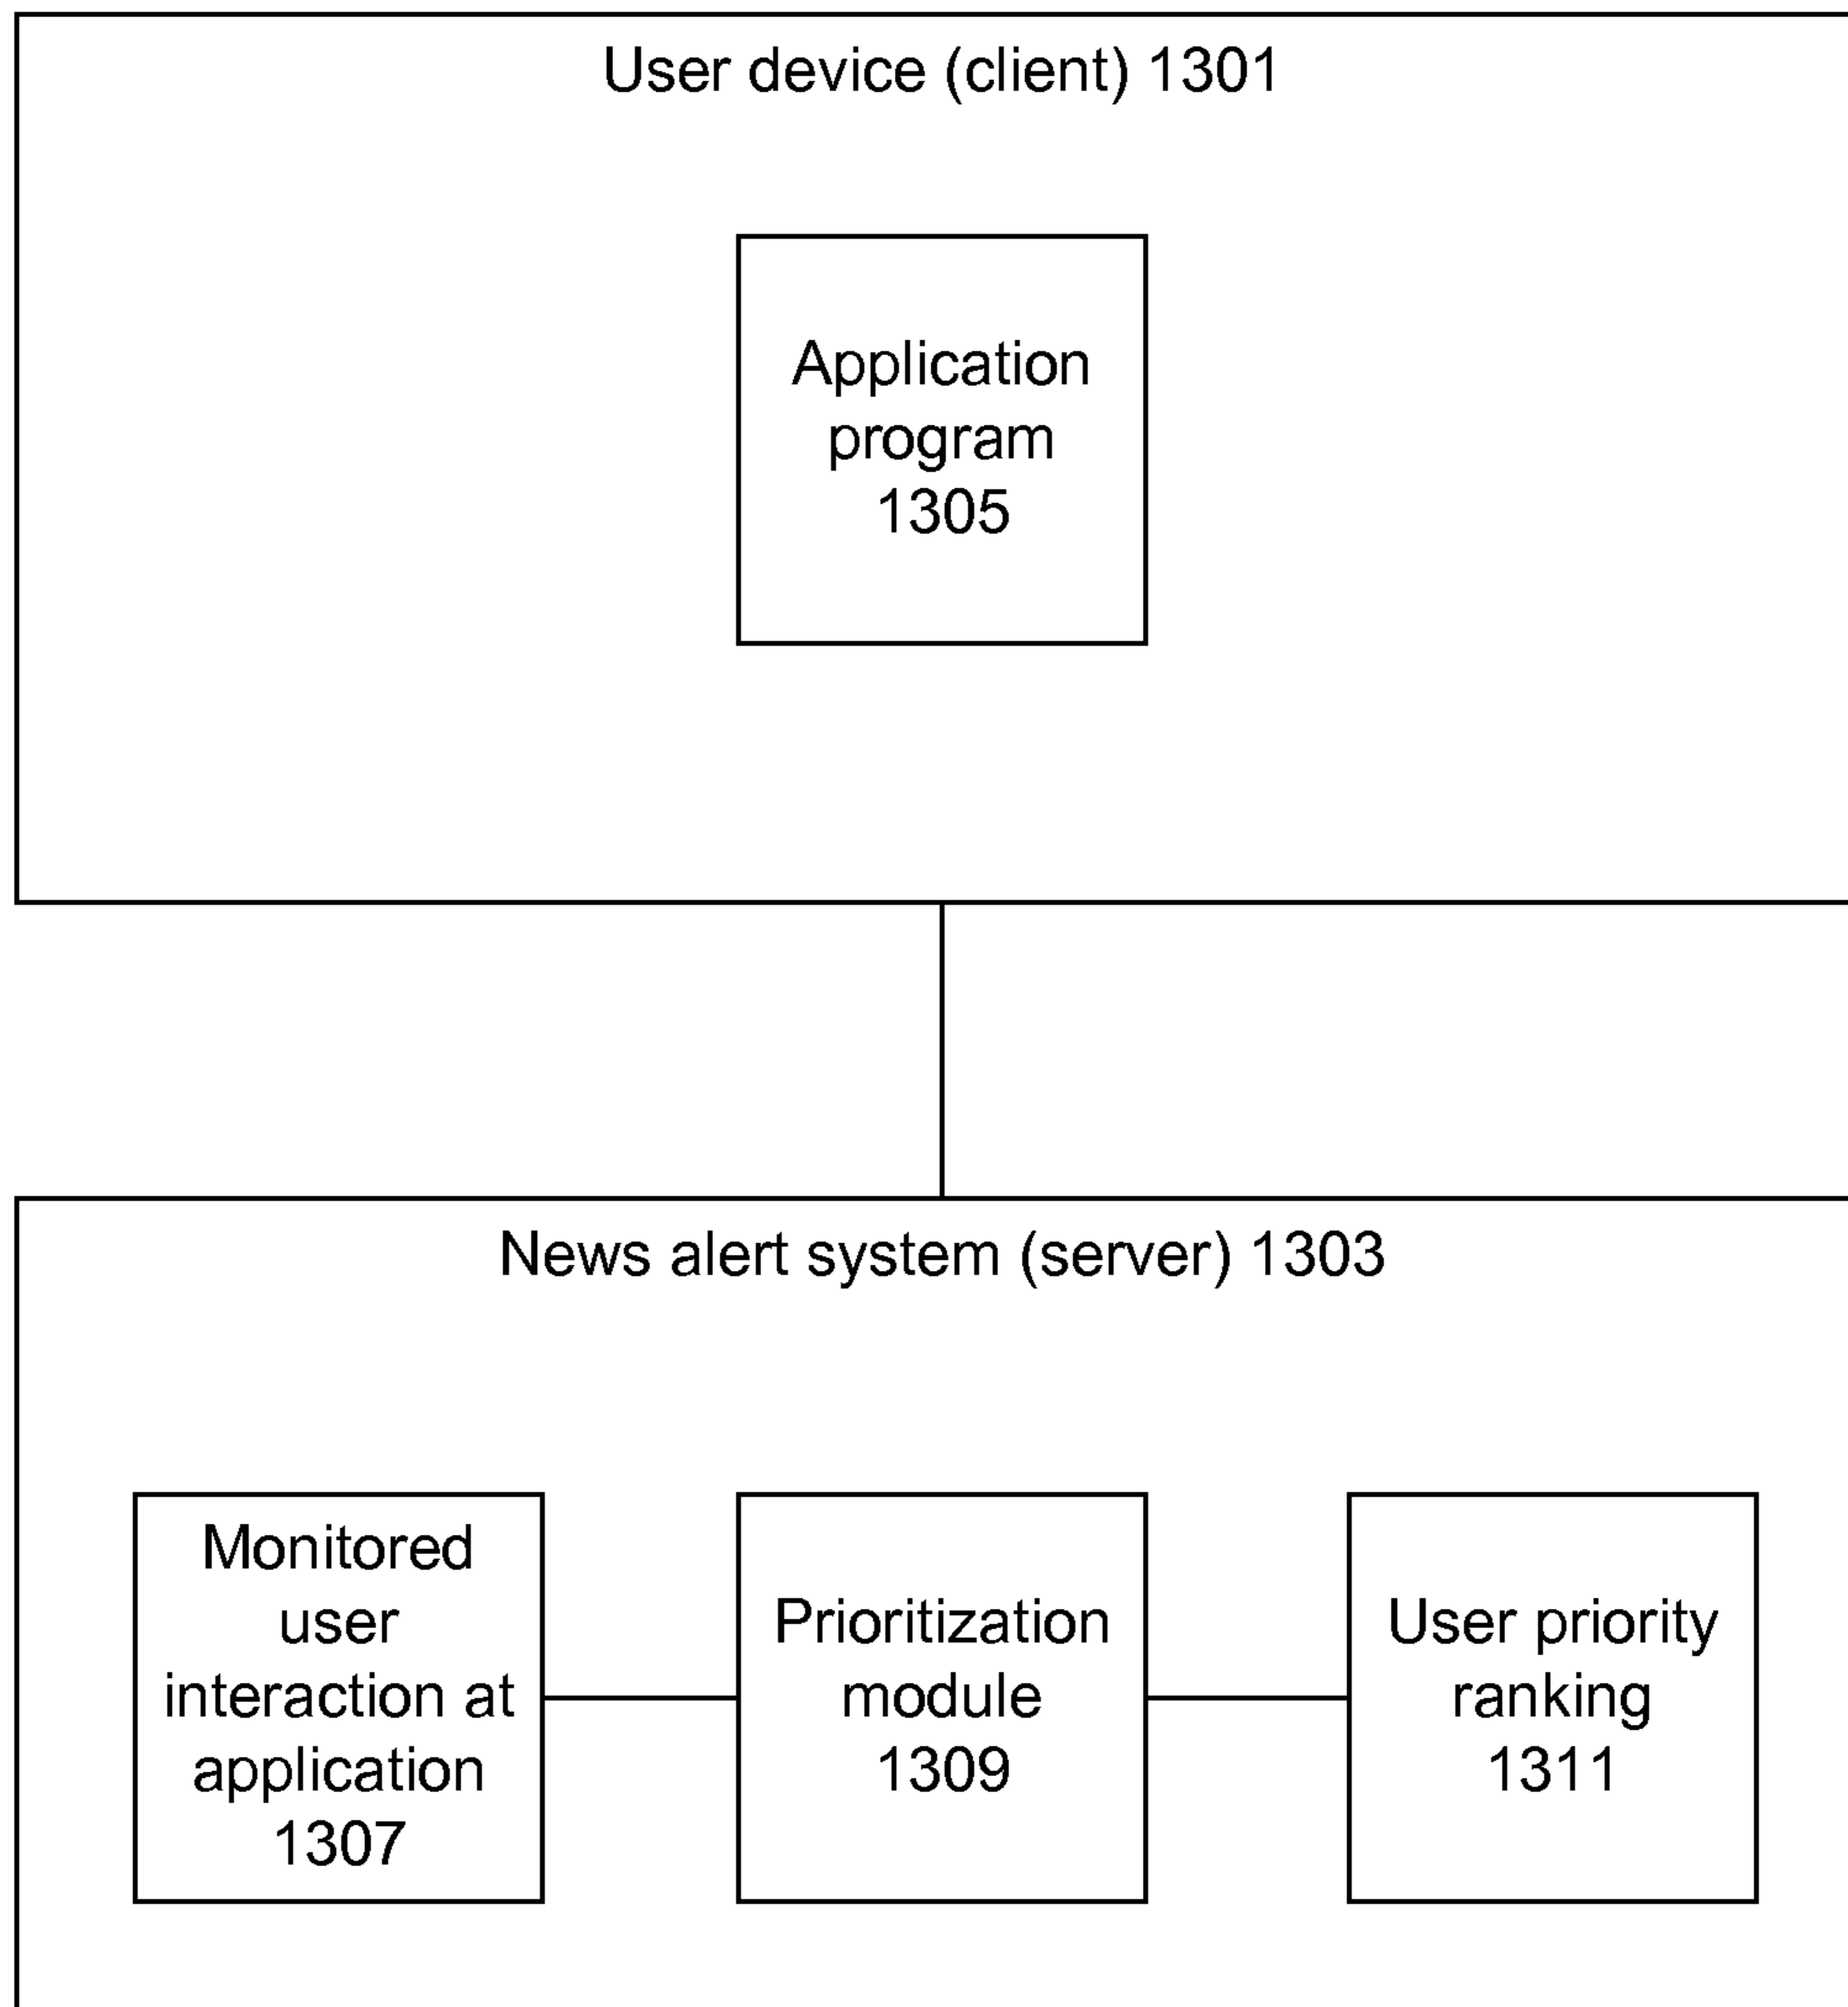 User device (client) 1301
Application
program
1305
News alert system (server) 1303
Monitored
user
interaction at
application
1307
Prioritization
module
1309
User priority
ranking
1311